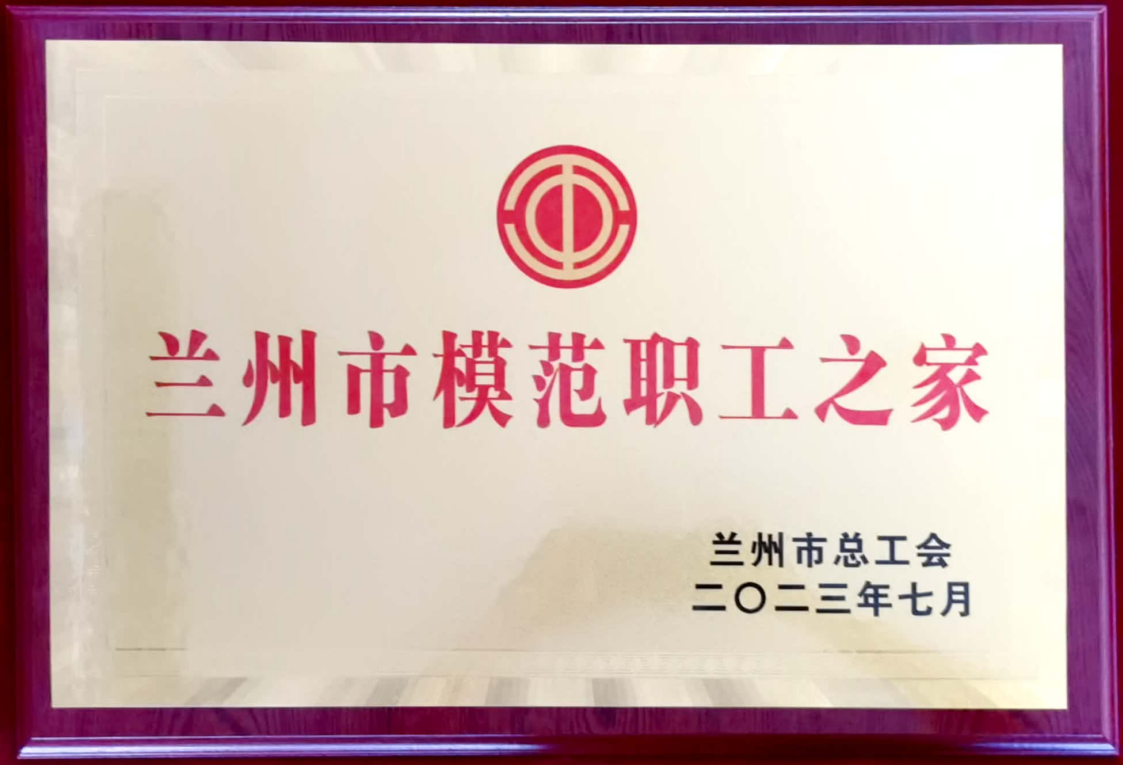 兰州市模范职工之家
兰州市总工会
二〇二三年七月